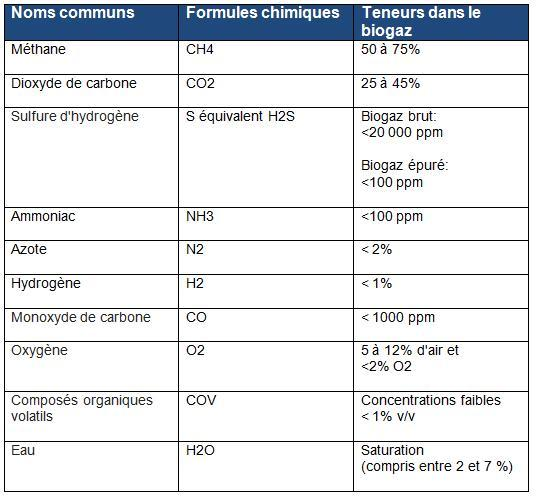 Noms communs Formules chimiques Teneurs dans le
biogaz
Méthane CH4 50 à 75%
Dioxyde de carbone CO2 25 à 45%
Sulfure d'hydrogène S équivalent H2S Biogaz brut:
<20 000 ppm
Biogaz épuré:
<100 ppm
Ammoniac NH3 <100 ppm
Azote N2 < 2%
Hydrogène H2 < 1%
Monoxyde de carbone CO < 1000 ppm
Oxygène O2 5 à 12% d'air et
<2% O2
Composés organiques COV Concentrations faibles
volatils < 1% v/v
Eau H2O Saturation
(compris entre 2 et 7 %)